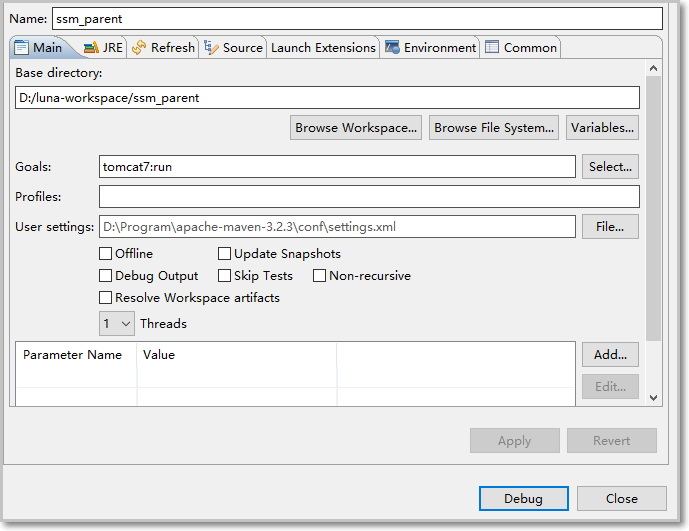 Name: ssm_parent
Main JRE Refresh Source Launch Extensions Environment Common
Base directory:
D:/luna-workspace/ssm_parent
Browse Workspace... Browse File System... Variables...
Goals: tomcat7:run Select...
Profiles:
User settings: D:\Program\apache-maven-3.2.3\conf\settings.xml File...
Offline Update Snapshots
Debug Output Skip Tests Non-recursive
Resolve Workspace artifacts
1 Threads
Parameter Name Value Add...
Edit...
Apply Revert
Debug Close